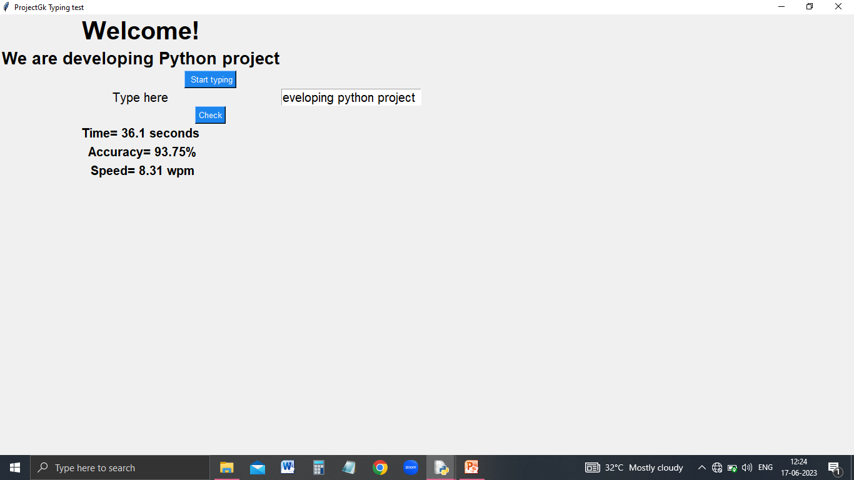 ProjectGk Typing test
Welcome!
We are developing Python project
Start typing
Type here
eveloping python project
Check
Time= 36.1 seconds
Accuracy= 93.75%
Speed= 8.31 wpm
Type here to search
32°C Mostly cloudy
ENG
12:24
17-06-2023